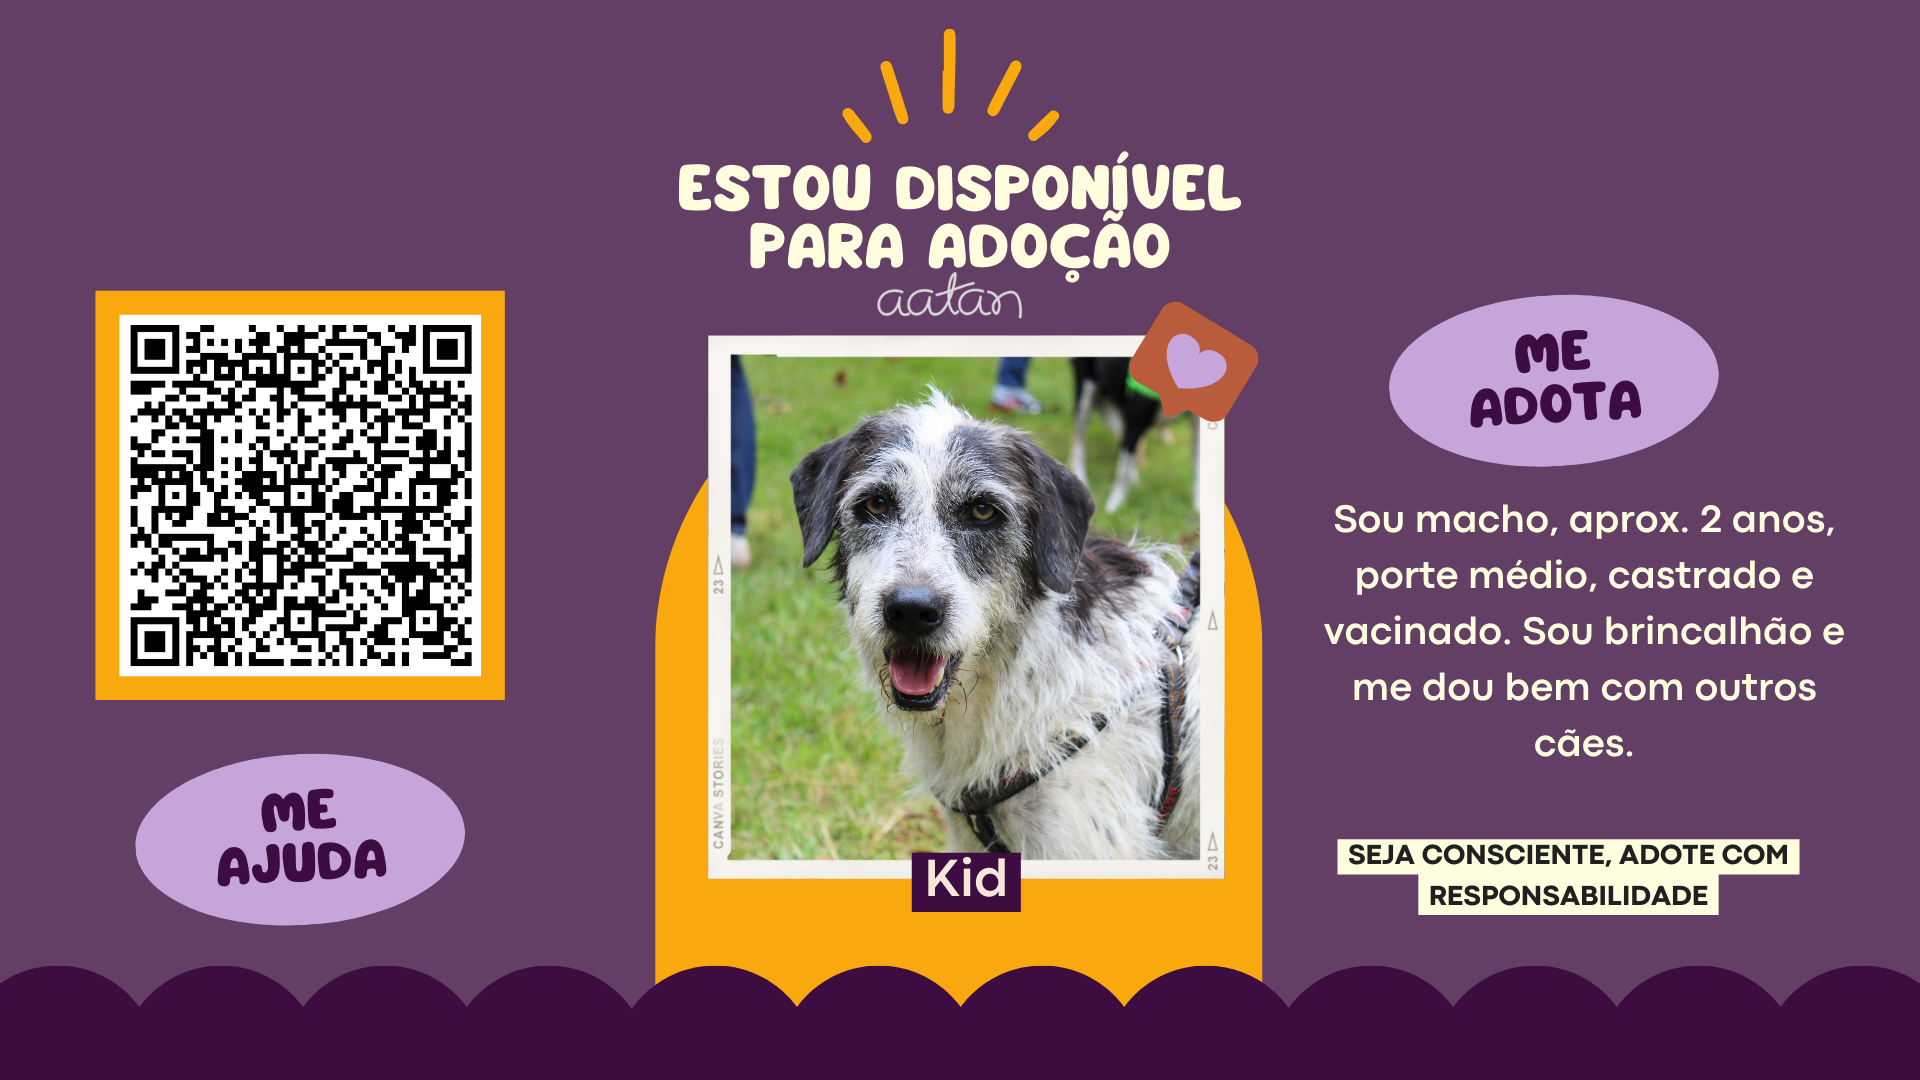 ESTOU DISPONÍVEL
PARA ADOÇÃO
aatan
ME
AJUDA
23
CANVA STORIES
23
Kid
ME
ADOTA
Sou macho, aprox. 2 anos,
porte médio, castrado e
vacinado. Sou brincalhão e
me dou bem com outros
cães.
SEJA CONSCIENTE, ADOTE COM
RESPONSABILIDADE